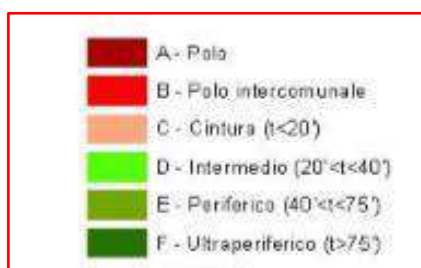 A - Polo
B - Polo intercomunale
C - Cintura (t<20')
D - Intermedio (20'<t<40')
E - Periferico (40'<t<75')
F - Ultraperiferico (t>75')